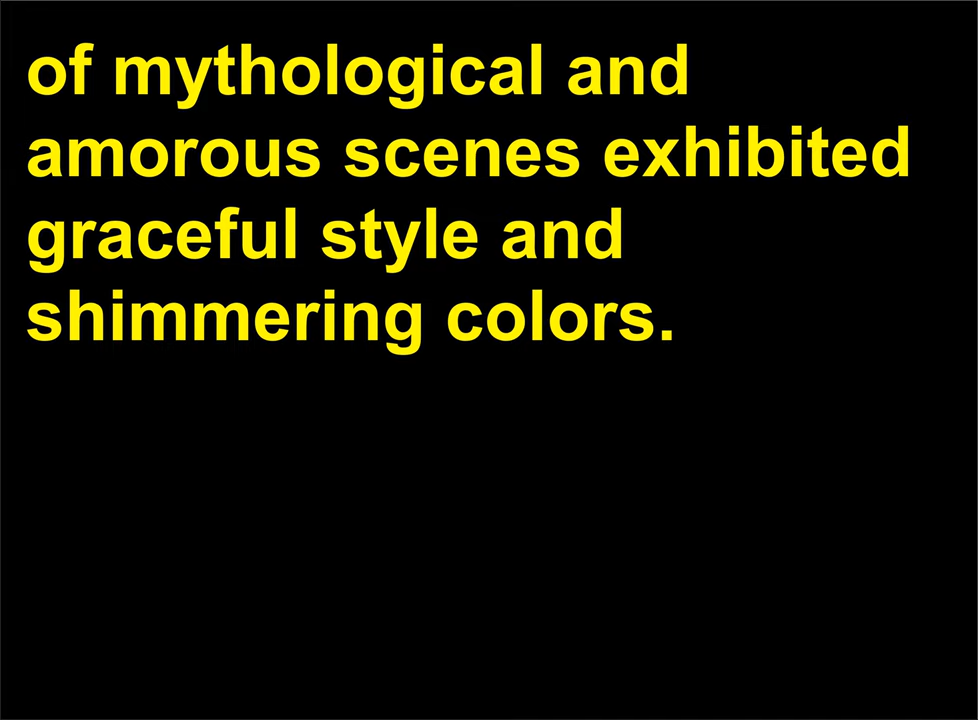 of mythological and
amorous scenes exhibited
graceful style and
shimmering colors.